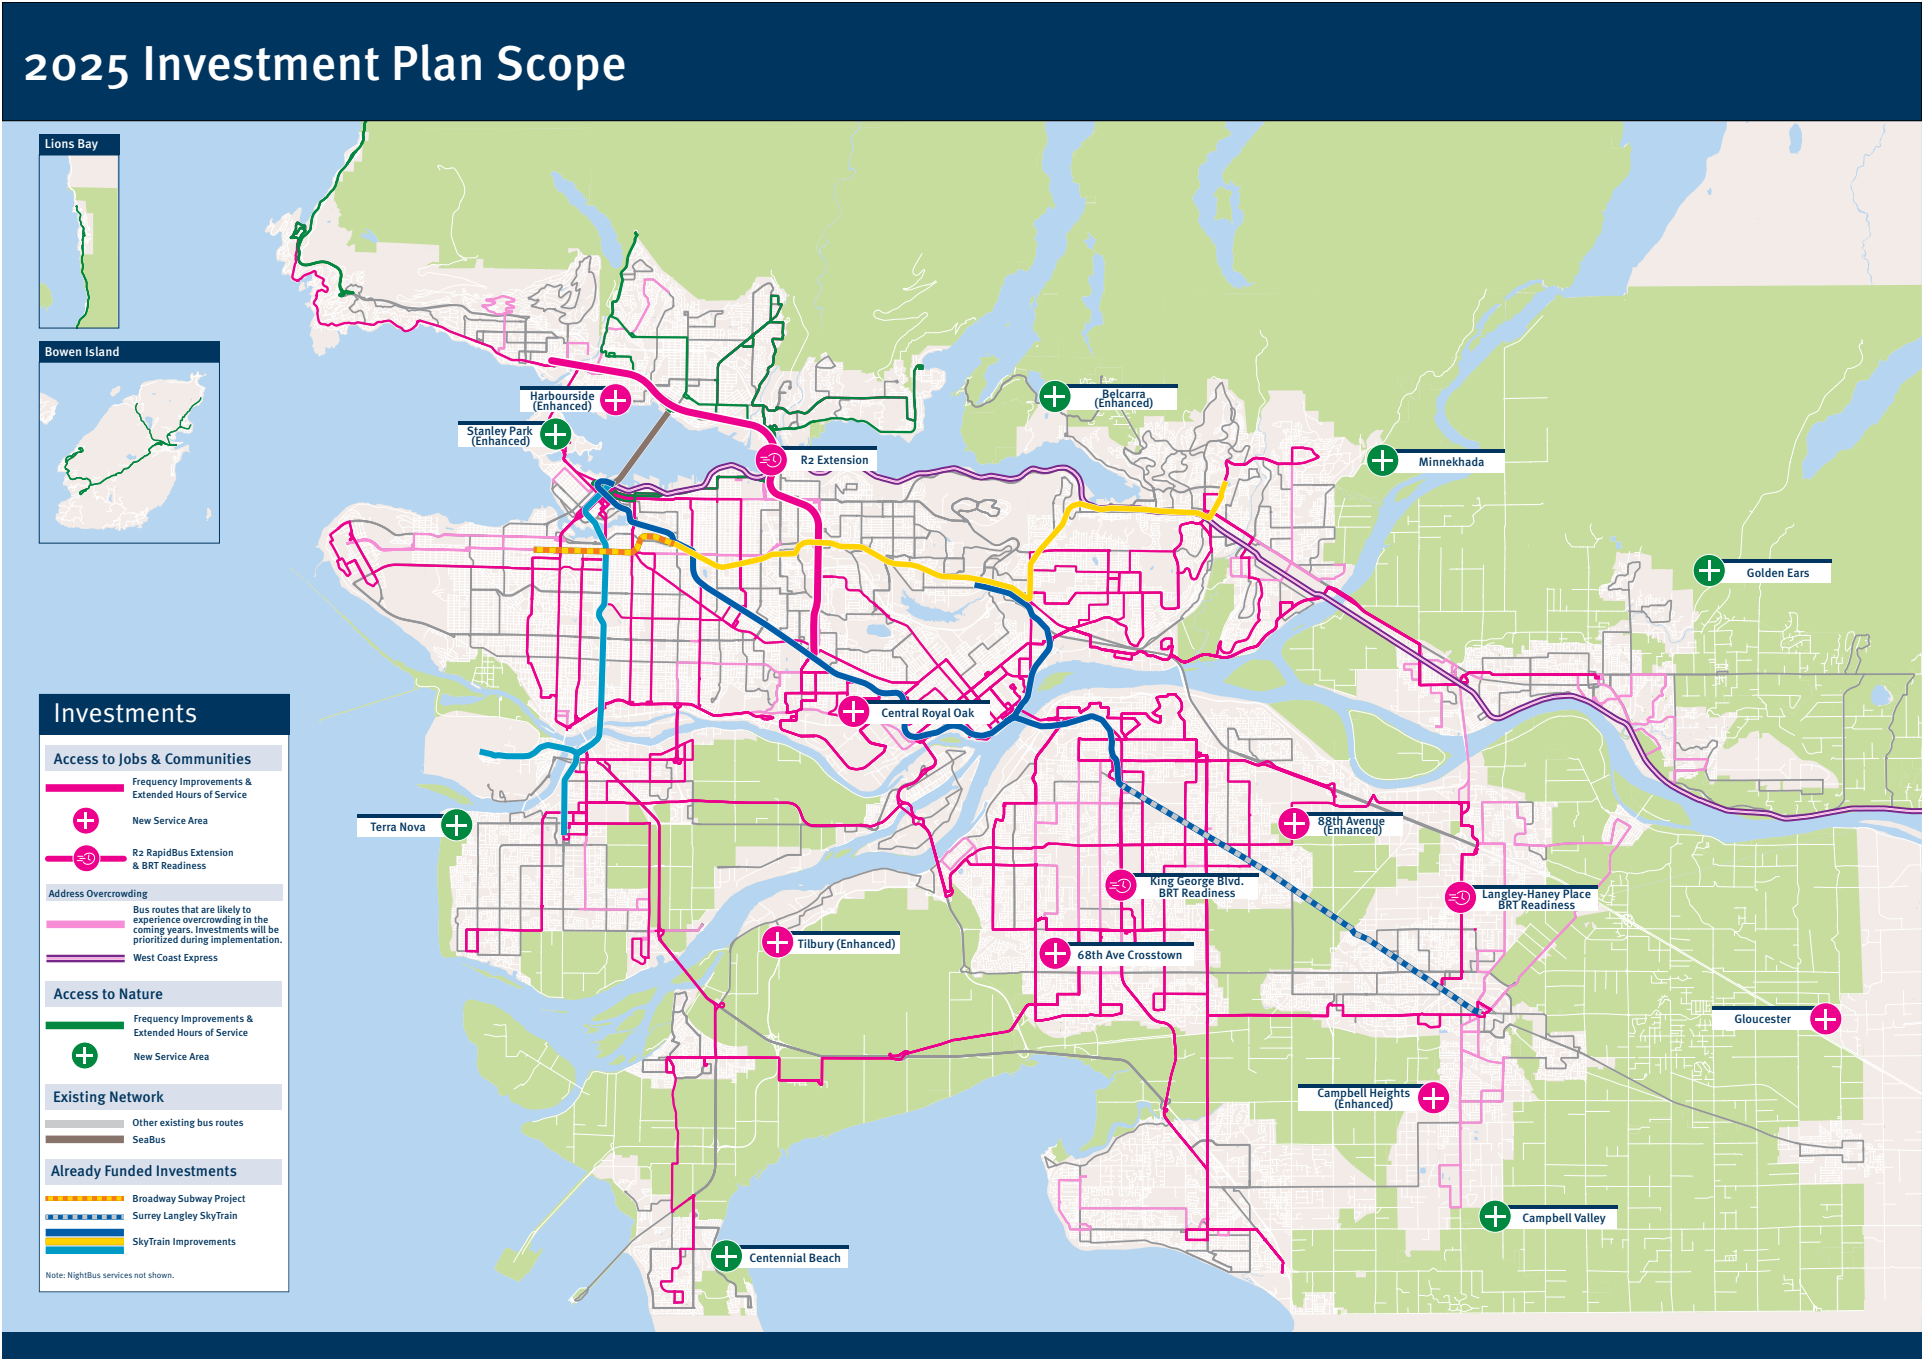 2025 Investment Plan Scope
Lions Bay
Bowen Island
Harbourside
(Enhanced)
Stanley Park
(Enhanced)
R2 Extension
Belcarra
(Enhanced)
Minnekhada
Golden Ears
Central Royal Oak
Terra Nova
88th Avenue
(Enhanced)
King George Blvd.
BRT Readiness
Langley-Haney Place
BRT Readiness
Tilbury (Enhanced)
68th Ave Crosstown
Gloucester
Campbell Heights
(Enhanced)
Campbell Valley
Centennial Beach
Investments
Access to Jobs & Communities
Frequency Improvements &
Extended Hours of Service
New Service Area
R2 RapidBus Extension
& BRT Readiness
Address Overcrowding
Bus routes that are likely to
experience overcrowding in the
coming years. Investments will be
prioritized during implementation.
West Coast Express
Access to Nature
Frequency Improvements &
Extended Hours of Service
New Service Area
Existing Network
Other existing bus routes
SeaBus
Already Funded Investments
Broadway Subway Project
Surrey Langley SkyTrain
SkyTrain Improvements
Note: NightBus services not shown.